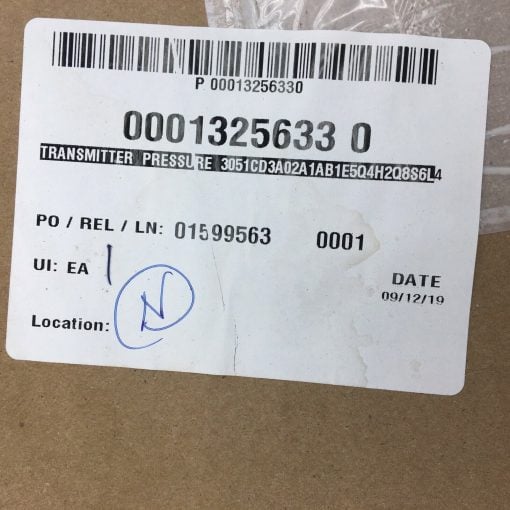 P 00013256330
0001325633 0
TRANSMITTER PRESSURE 3051CD3A02A1AB1E5Q4H2Q8S6L4
PO / REL / LN: 01599563 0001
UI: EA 1
DATE
09/12/19
Location: N